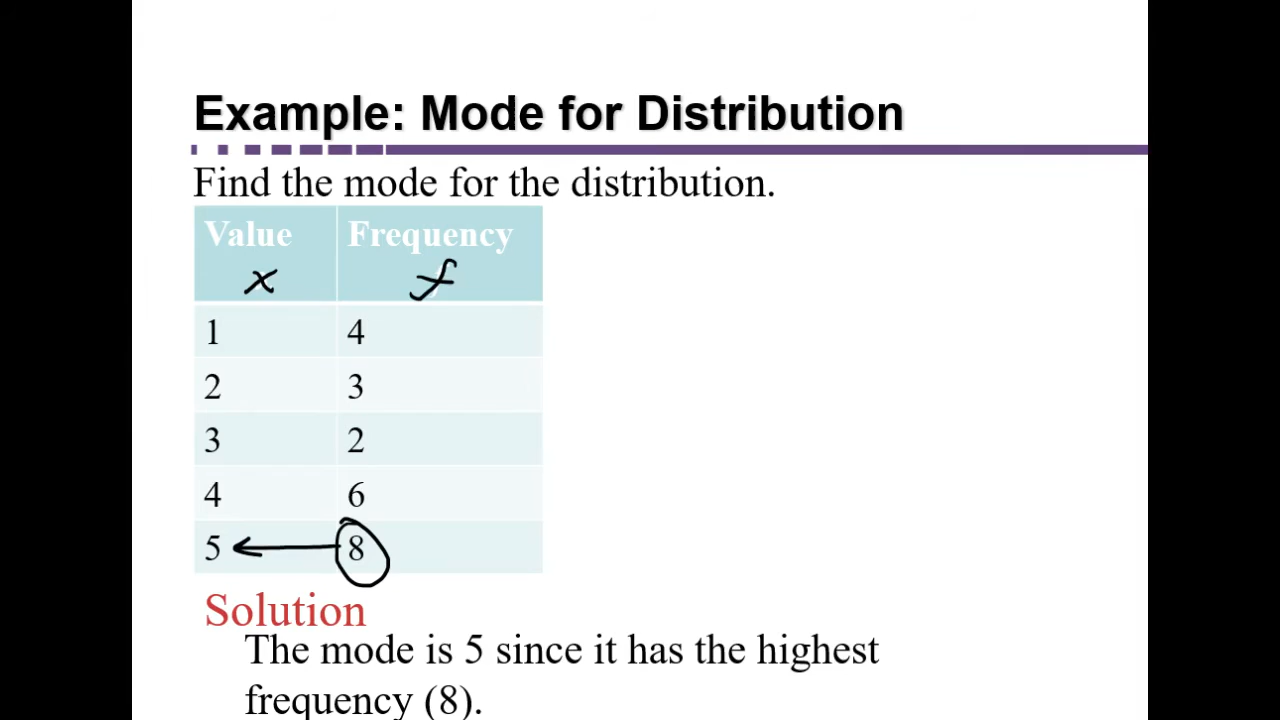 Example: Mode for Distribution
Find the mode for the distribution.
Value Frequency
x f
1 4
2 3
3 2
4 6
5 8
Solution
The mode is 5 since it has the highest
frequency (8).